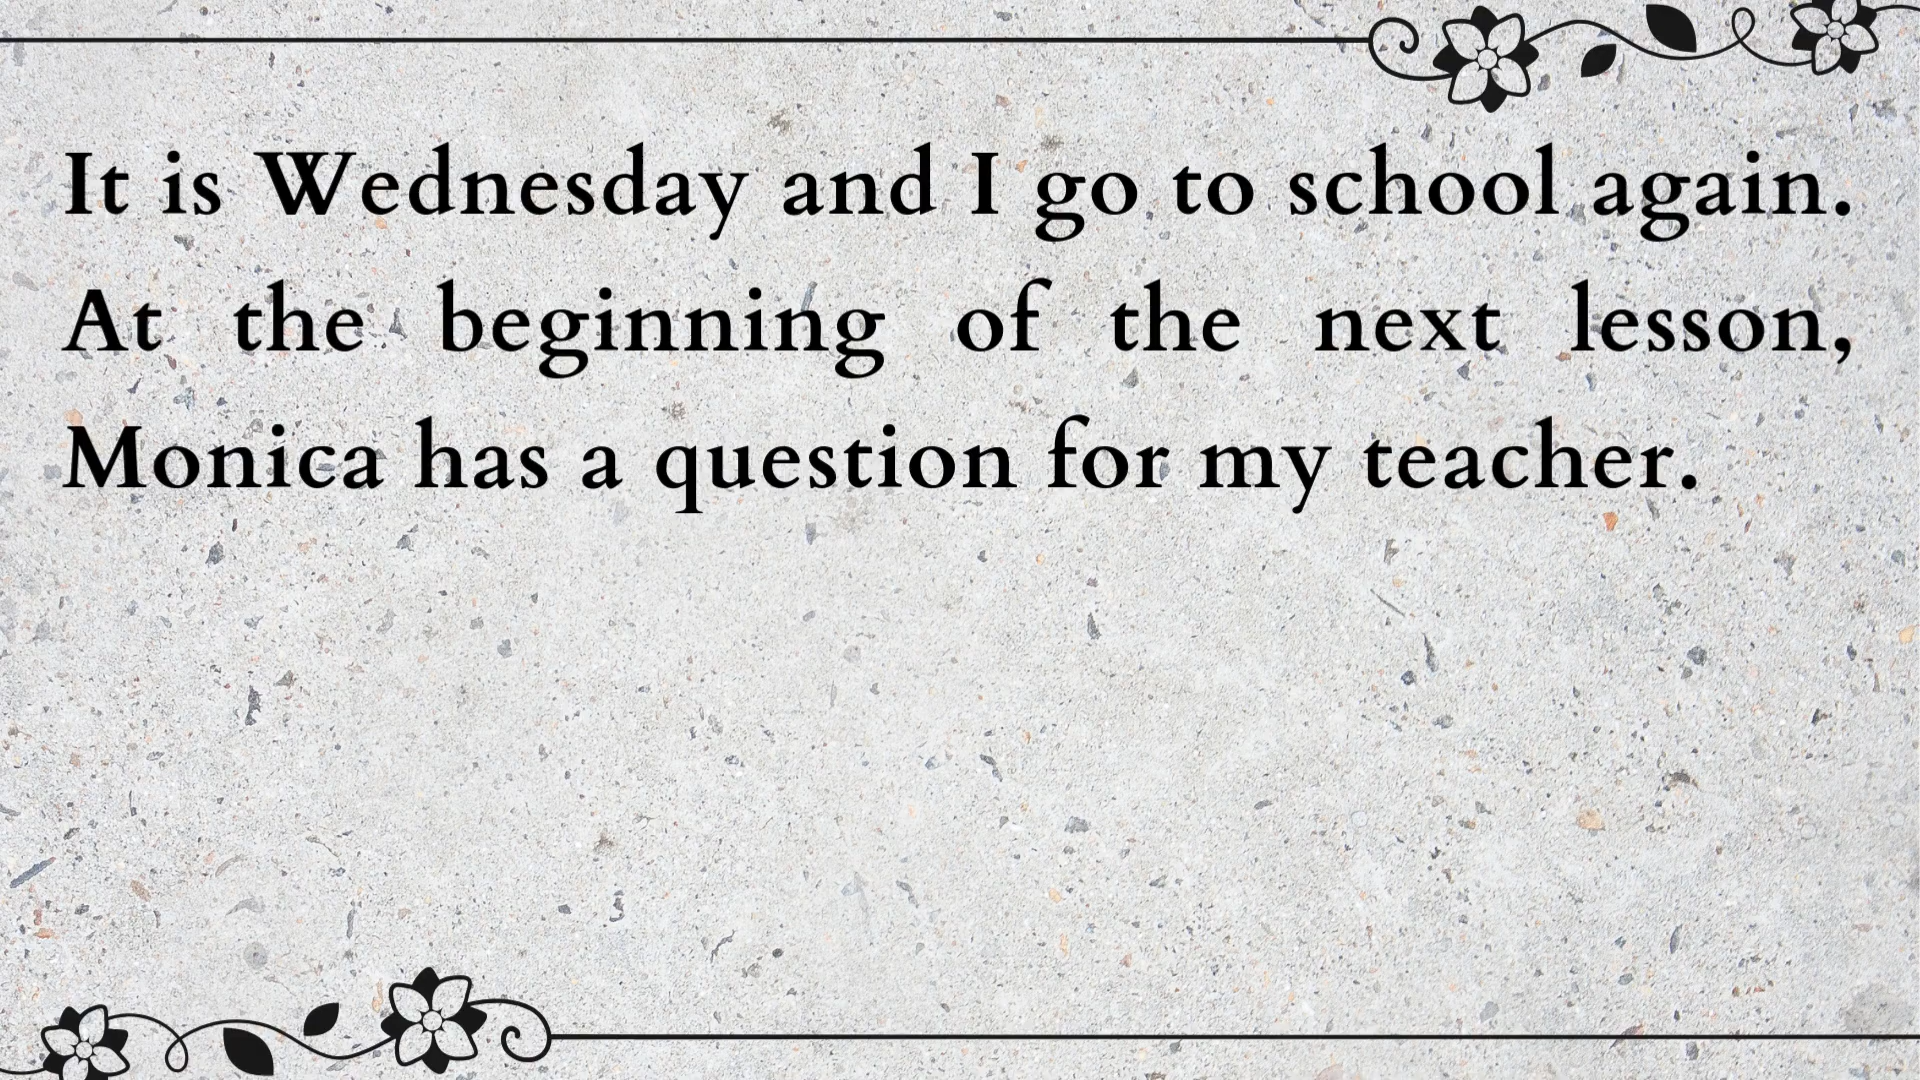 It is Wednesday and I go to school again.
At the beginning of the next lesson,
Monica has a question for my teacher.